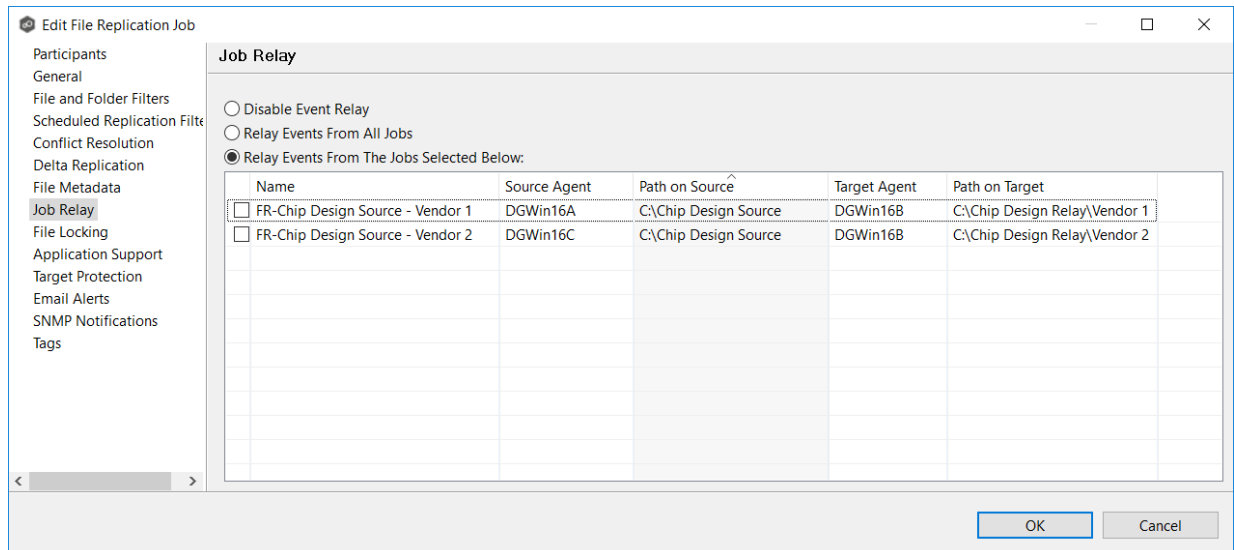 Edit File Replication Job
Participants
General
File and Folder Filters
Scheduled Replication Filte
Conflict Resolution
Delta Replication
File Metadata
Job Relay
File Locking
Application Support
Target Protection
Email Alerts
SNMP Notifications
Tags
Job Relay
Disable Event Relay
Relay Events From All Jobs
Relay Events From The Jobs Selected Below:
Name Source Agent Path on Source Target Agent Path on Target
FR-Chip Design Source - Vendor 1 DGWin16A C:\Chip Design Source DGWin16B C:\Chip Design Relay\Vendor 1
FR-Chip Design Source - Vendor 2 DGWin16C C:\Chip Design Source DGWin16B C:\Chip Design Relay\Vendor 2
OK Cancel